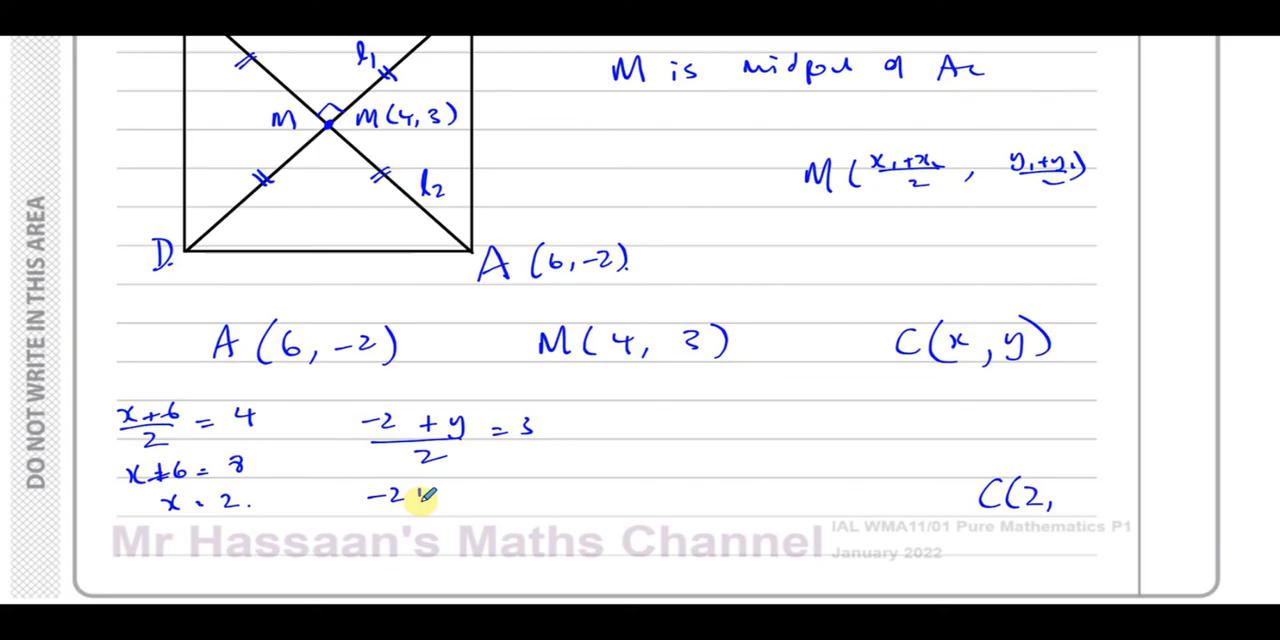 DO NOT WRITE IN THIS AREA
l₁
M is midpoint of AC
M M(4, 3)
M(x₁+x₂/2, y₁+y₁/2)
l₂
D. A (6, -2).
A (6, -2) M(4, 3) C(x, y)
x+6/2 = 4
-2 + y/2 = 3
x+6 = 8
x = 2.
-2
C(2,
Mr Hassaan's Maths Channel
IAL WMA11/01 Pure Mathematics P1
January 2022